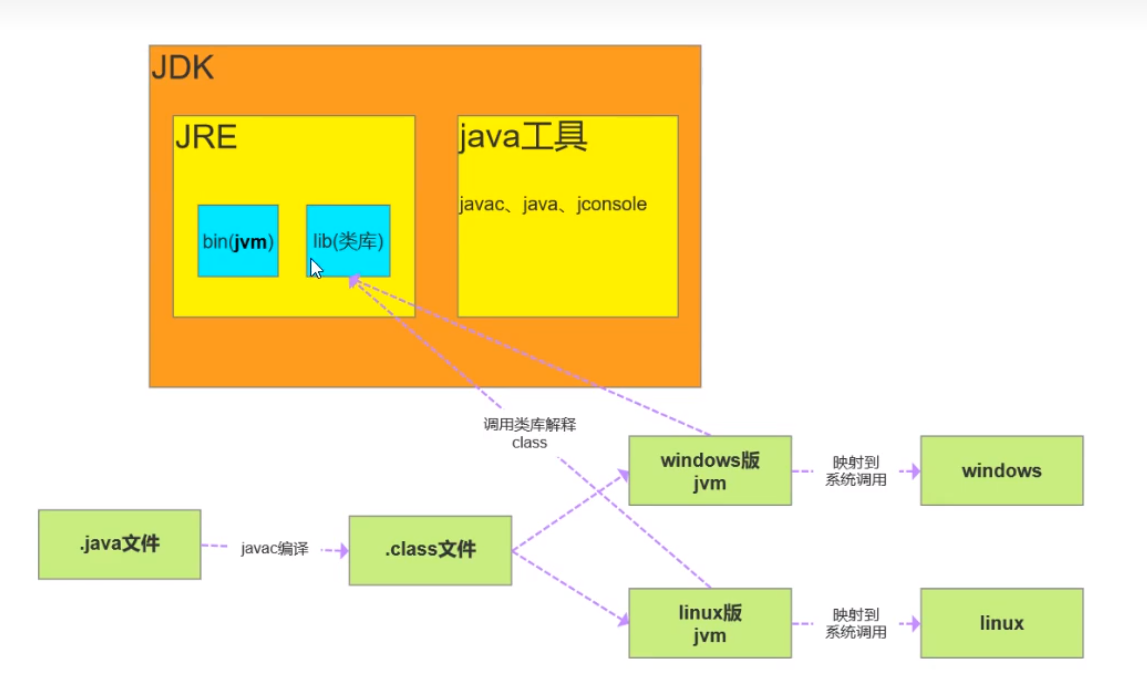 JDK
JRE
java工具
javac、java、jconsole
bin(jvm)
lib(类库)
调用类库解释
class
windows版
jvm
映射到
系统调用
windows
.java文件
javac编译
.class文件
linux版
jvm
映射到
系统调用
linux